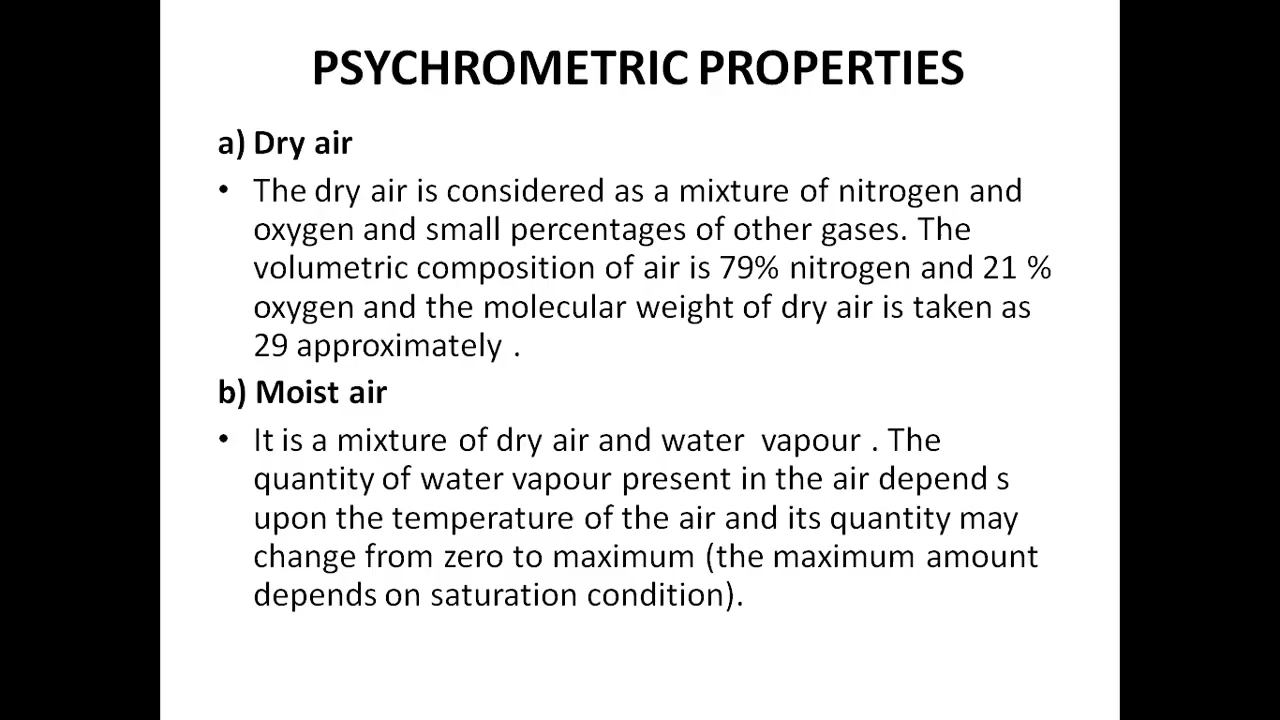 PSYCHROMETRIC PROPERTIES
a) Dry air
• The dry air is considered as a mixture of nitrogen and
oxygen and small percentages of other gases. The
volumetric composition of air is 79% nitrogen and 21 %
oxygen and the molecular weight of dry air is taken as
29 approximately .
b) Moist air
• It is a mixture of dry air and water  vapour . The
quantity of water vapour present in the air depend s
upon the temperature of the air and its quantity may
change from zero to maximum (the maximum amount
depends on saturation condition).